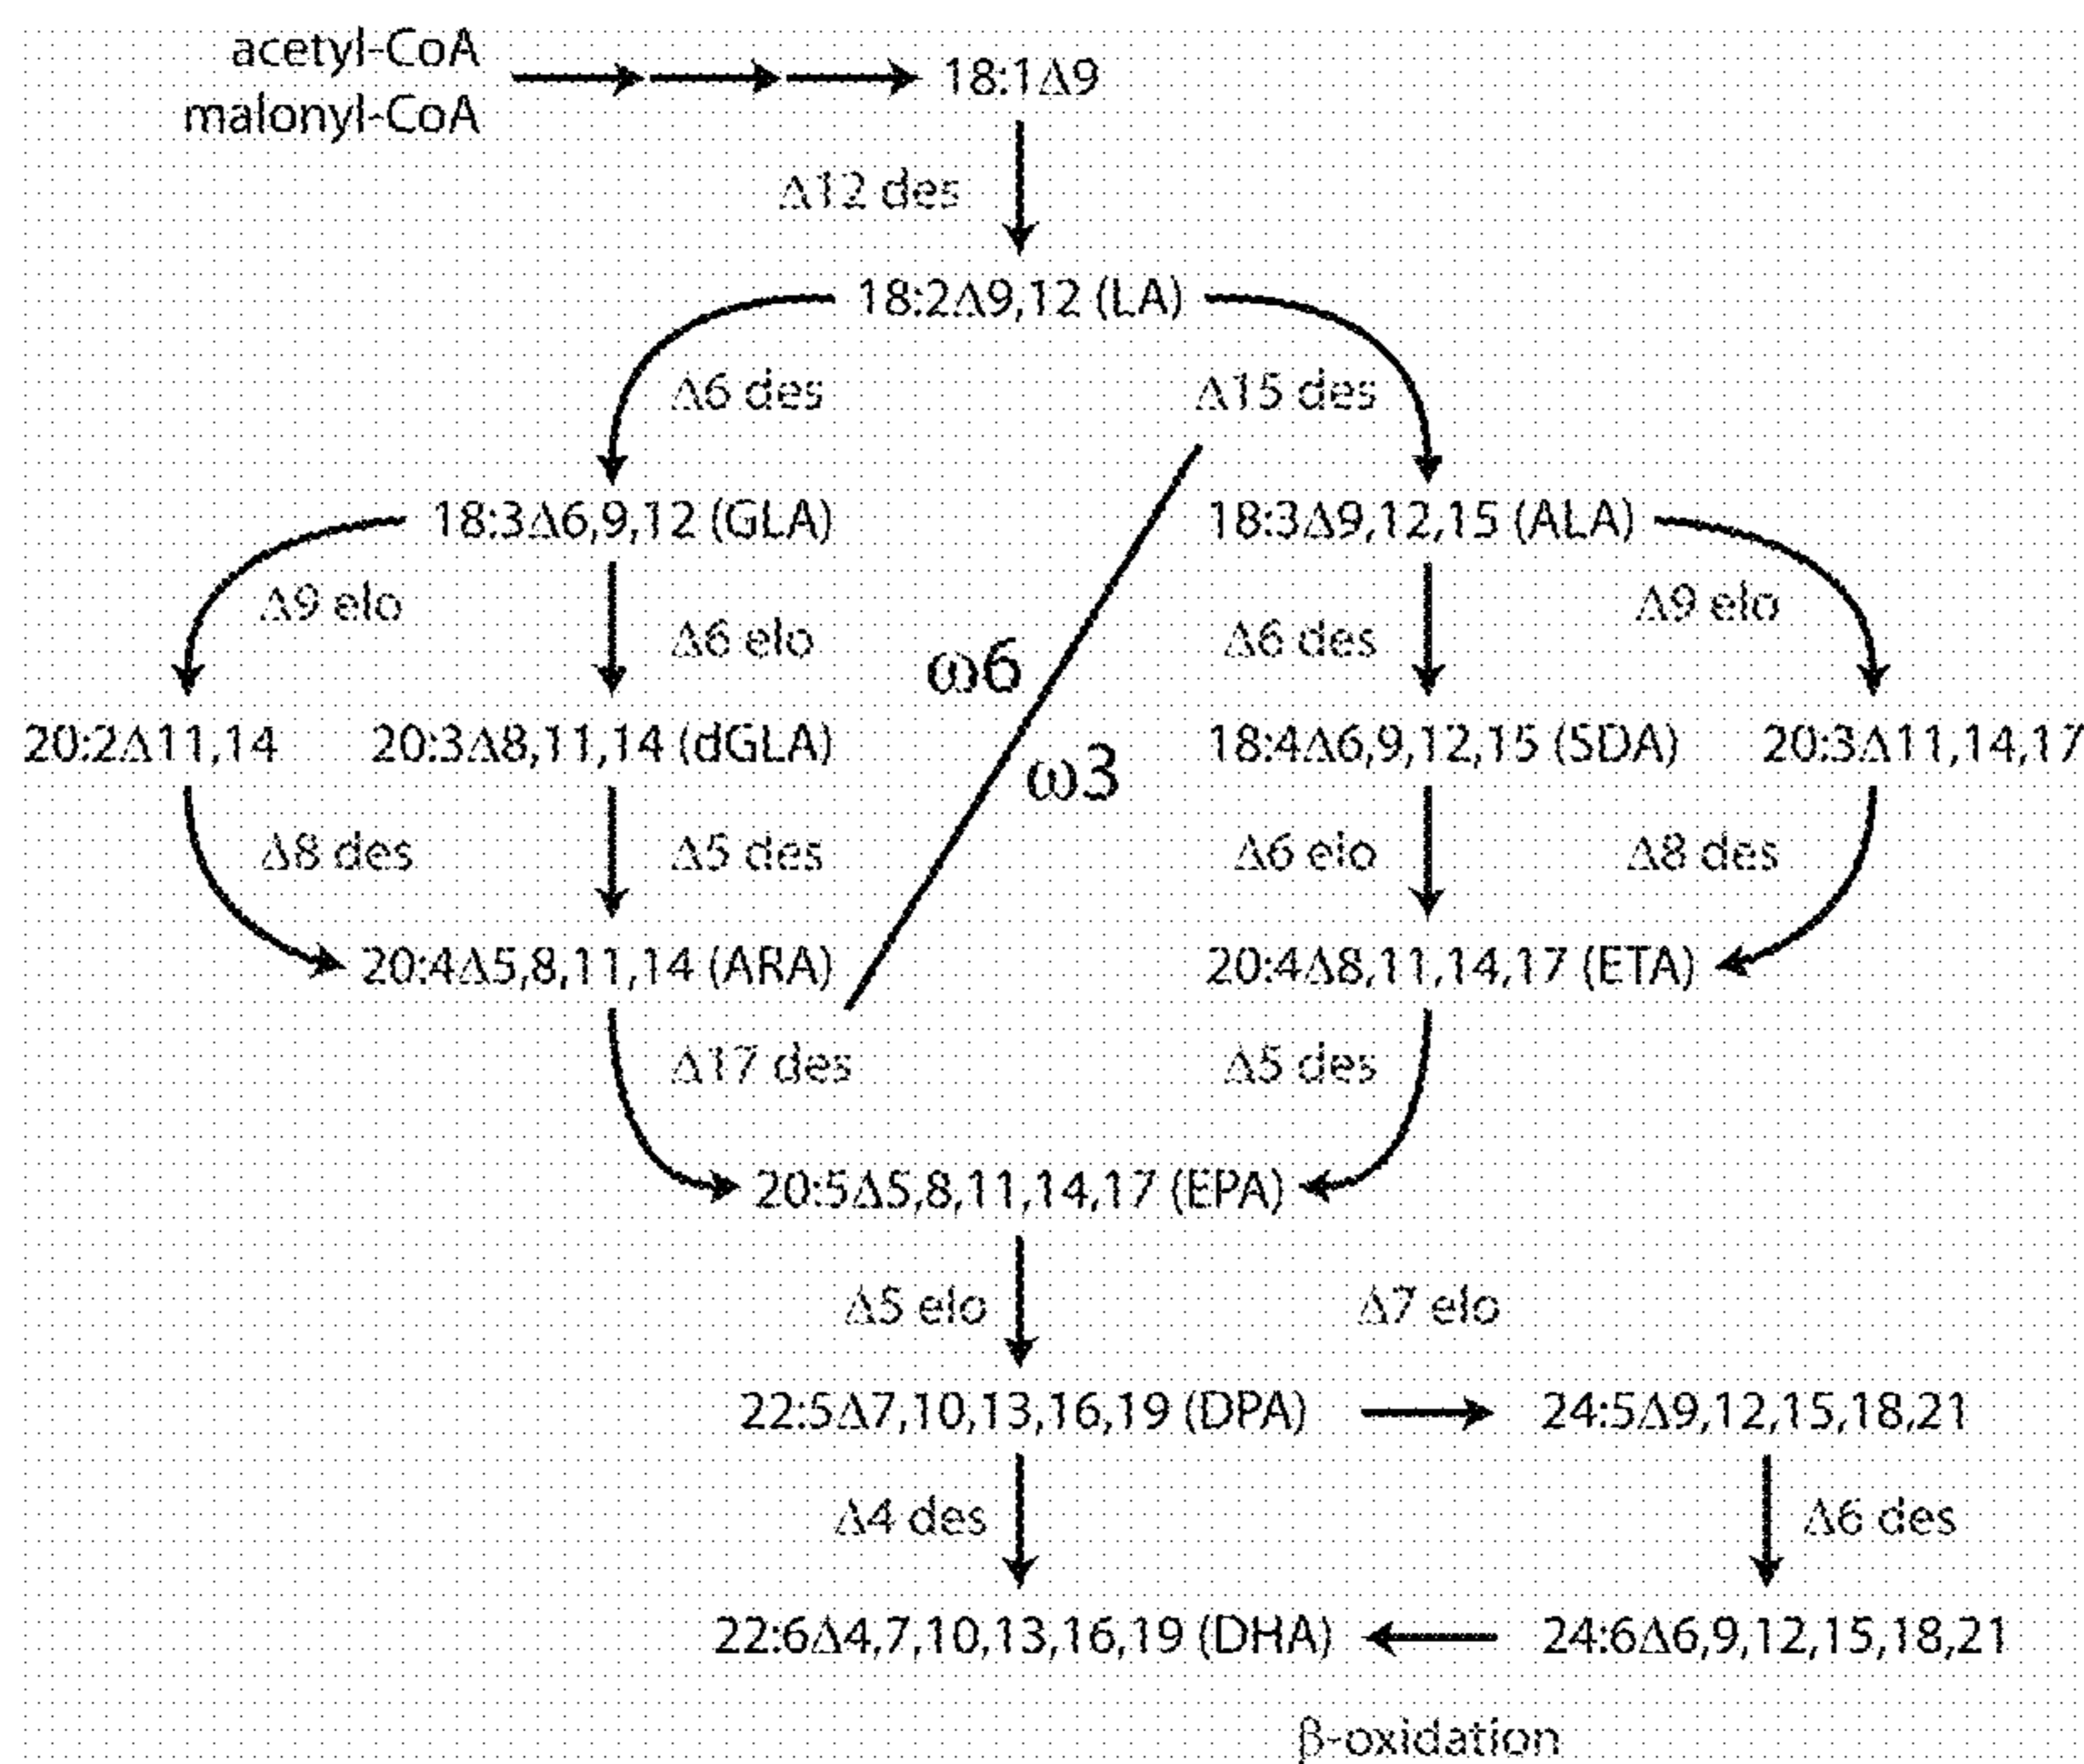 acetyl-CoA
malonyl-CoA
18:1Δ9
Δ12 des
18:2Δ9,12 (LA)
Δ6 des
Δ15 des
18:3Δ6,9,12 (GLA)
18:3Δ9,12,15 (ALA)
Δ9 elo
Δ6 elo
ω6
Δ6 des
Δ9 elo
20:2Δ11,14
20:3Δ8,11,14 (dGLA)
ω3
18:4Δ6,9,12,15 (SDA)
20:3Δ11,14,17
Δ8 des
Δ5 des
Δ6 elo
Δ8 des
20:4Δ5,8,11,14 (ARA)
20:4Δ8,11,14,17 (ETA)
Δ17 des
Δ5 des
20:5Δ5,8,11,14,17 (EPA)
Δ5 elo
Δ7 elo
22:5Δ7,10,13,16,19 (DPA)
24:5Δ9,12,15,18,21
Δ4 des
Δ6 des
22:6Δ4,7,10,13,16,19 (DHA)
24:6Δ6,9,12,15,18,21
β-oxidation